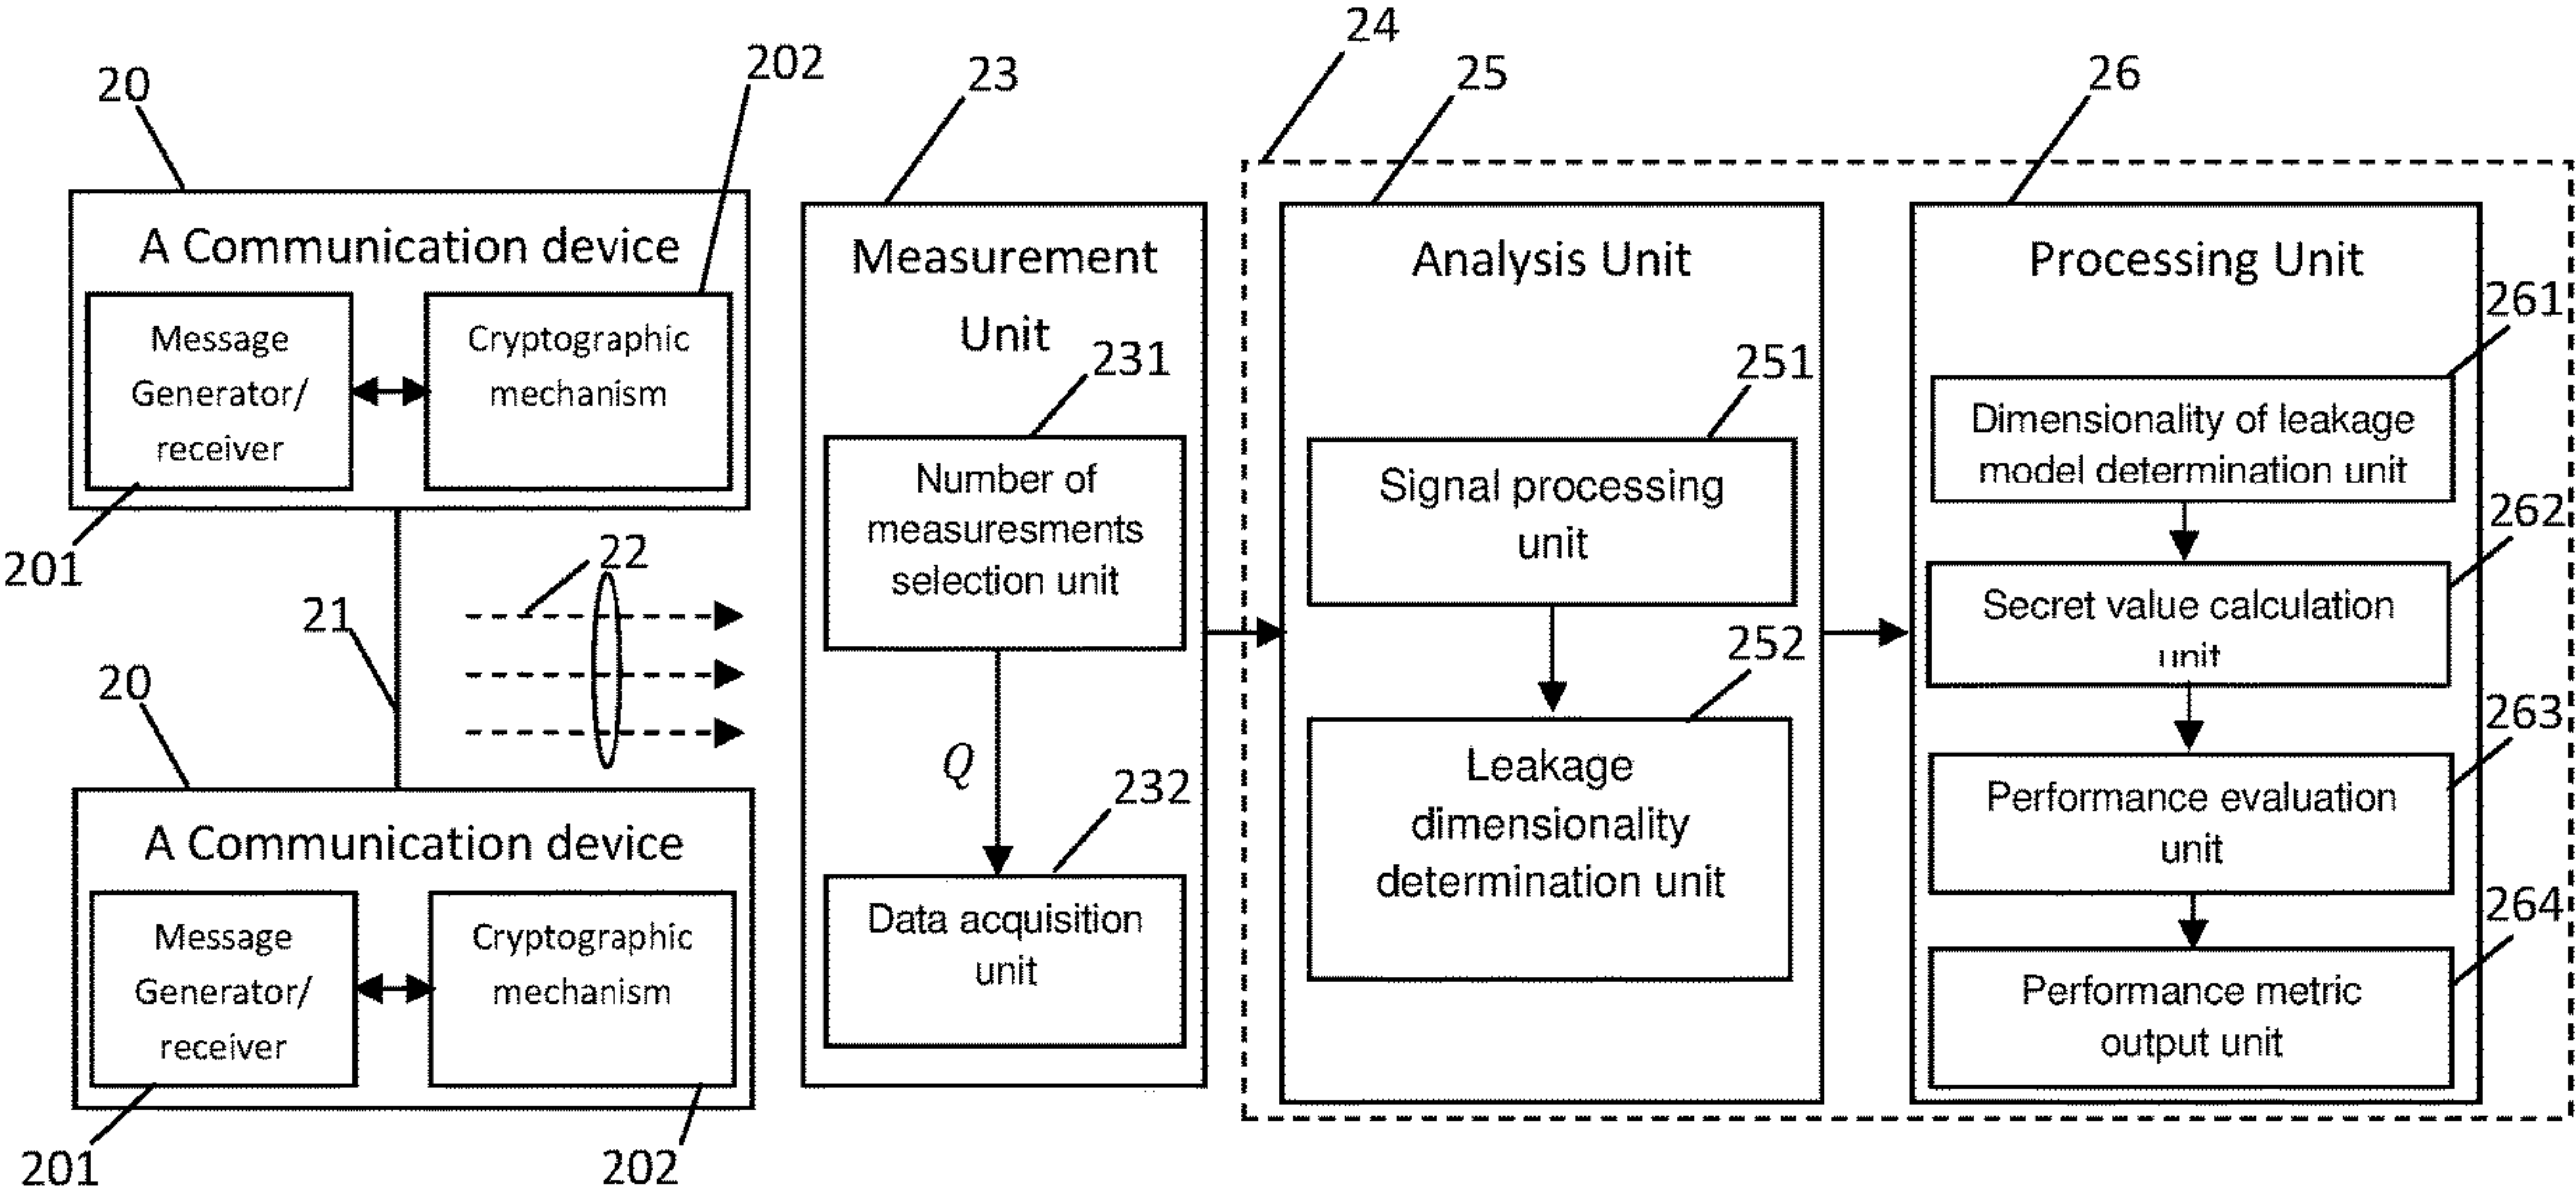 20
202
A Communication device
Message
Generator/
receiver
Cryptographic
mechanism
201
21
22
20
A Communication device
Message
Generator/
receiver
Cryptographic
mechanism
201
202
23
Measurement
Unit
231
Number of
measuresments
selection unit
Q
232
Data acquisition
unit
24
25
Analysis Unit
251
Signal processing
unit
252
Leakage
dimensionality
determination unit
26
Processing Unit
261
Dimensionality of leakage
model determination unit
262
Secret value calculation
unit
263
Performance evaluation
unit
264
Performance metric
output unit